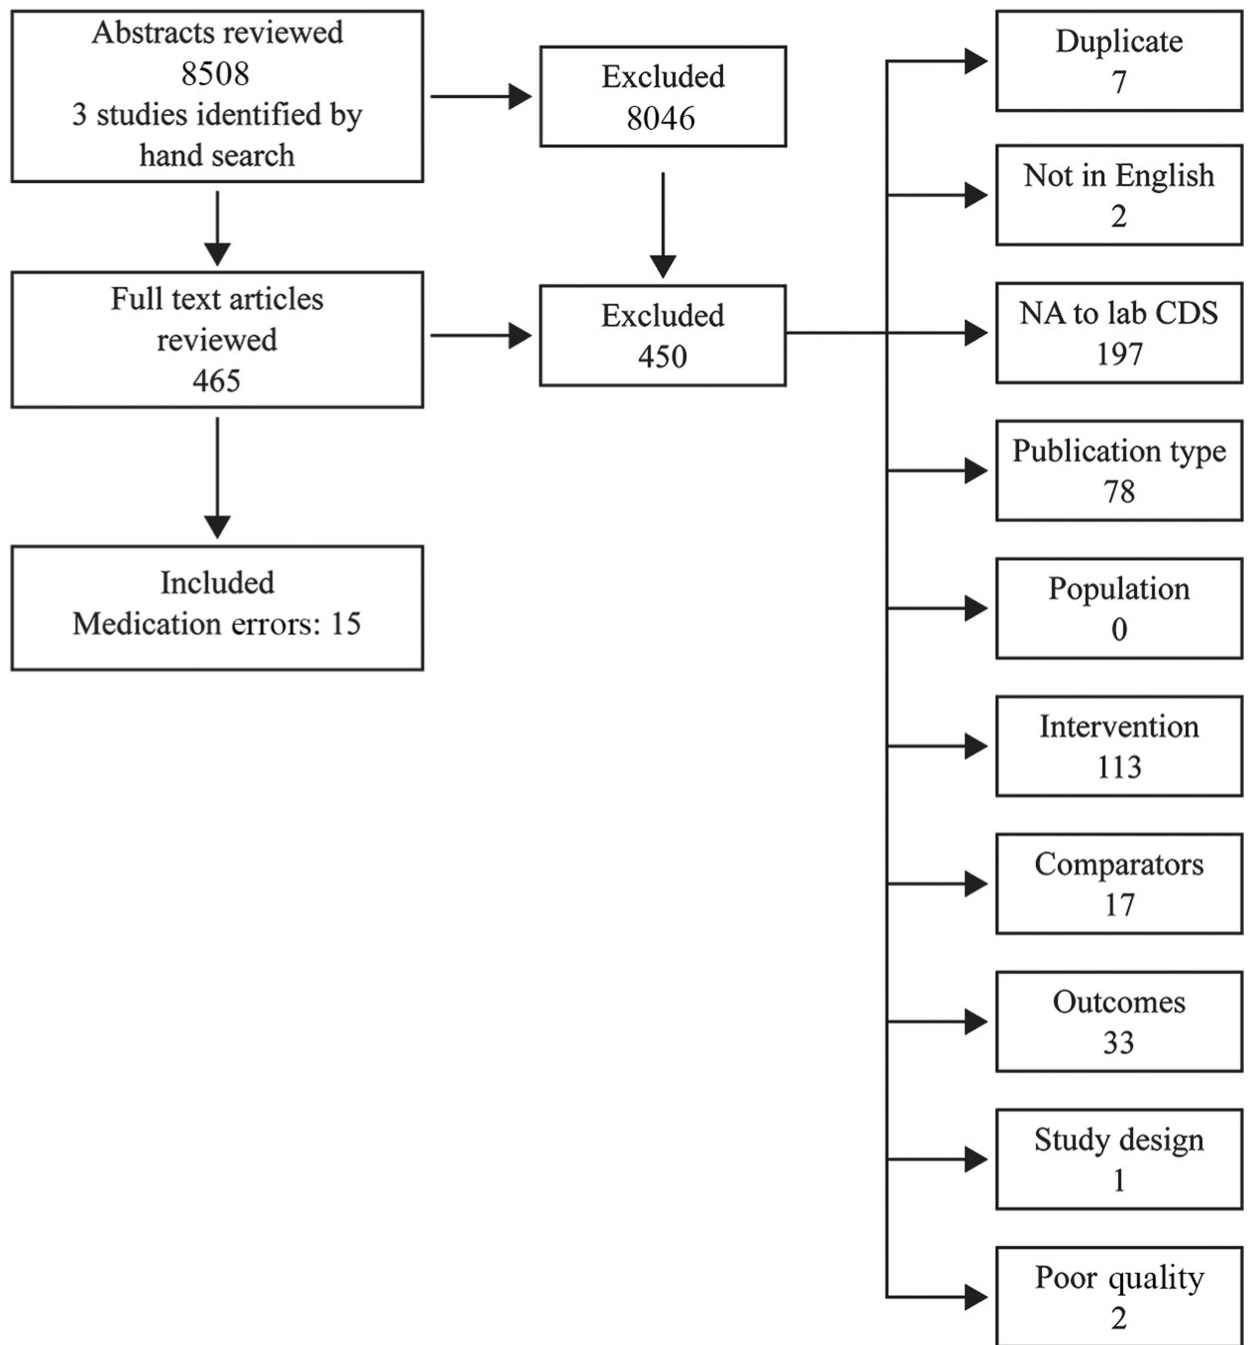 Abstracts reviewed
8508
3 studies identified by
hand search
Excluded
8046
Full text articles
reviewed
465
Excluded
450
Included
Medication errors: 15
Duplicate
7
Not in English
2
NA to lab CDS
197
Publication type
78
Population
0
Intervention
113
Comparators
17
Outcomes
33
Study design
1
Poor quality
2